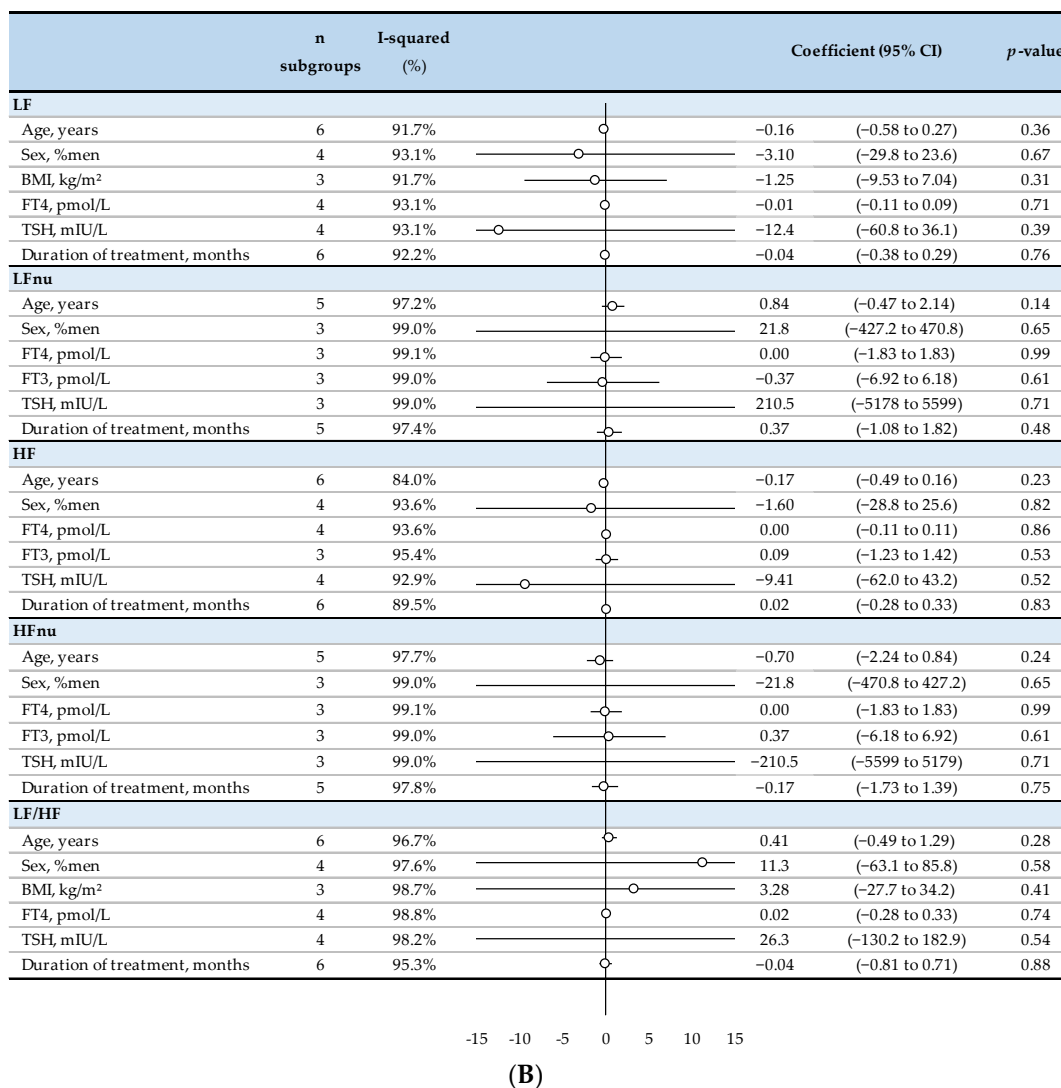 n subgroups I-squared (%) Coefficient (95% CI) p-value
LF
Age, years 6 91.7% −0.16 (−0.58 to 0.27) 0.36
Sex, %men 4 93.1% −3.10 (−29.8 to 23.6) 0.67
BMI, kg/m² 3 91.7% −1.25 (−9.53 to 7.04) 0.31
FT4, pmol/L 4 93.1% −0.01 (−0.11 to 0.09) 0.71
TSH, mIU/L 4 93.1% −12.4 (−60.8 to 36.1) 0.39
Duration of treatment, months 6 92.2% −0.04 (−0.38 to 0.29) 0.76
LFnu
Age, years 5 97.2% 0.84 (−0.47 to 2.14) 0.14
Sex, %men 3 99.0% 21.8 (−427.2 to 470.8) 0.65
FT4, pmol/L 3 99.1% 0.00 (−1.83 to 1.83) 0.99
FT3, pmol/L 3 99.0% −0.37 (−6.92 to 6.18) 0.61
TSH, mIU/L 3 99.0% 210.5 (−5178 to 5599) 0.71
Duration of treatment, months 5 97.4% 0.37 (−1.08 to 1.82) 0.48
HF
Age, years 6 84.0% −0.17 (−0.49 to 0.16) 0.23
Sex, %men 4 93.6% −1.60 (−28.8 to 25.6) 0.82
FT4, pmol/L 4 93.6% 0.00 (−0.11 to 0.11) 0.86
FT3, pmol/L 3 95.4% 0.09 (−1.23 to 1.42) 0.53
TSH, mIU/L 4 92.9% −9.41 (−62.0 to 43.2) 0.52
Duration of treatment, months 6 89.5% 0.02 (−0.28 to 0.33) 0.83
HFnu
Age, years 5 97.7% −0.70 (−2.24 to 0.84) 0.24
Sex, %men 3 99.0% −21.8 (−470.8 to 427.2) 0.65
FT4, pmol/L 3 99.1% 0.00 (−1.83 to 1.83) 0.99
FT3, pmol/L 3 99.0% 0.37 (−6.18 to 6.92) 0.61
TSH, mIU/L 3 99.0% −210.5 (−5599 to 5179) 0.71
Duration of treatment, months 5 97.8% −0.17 (−1.73 to 1.39) 0.75
LF/HF
Age, years 6 96.7% 0.41 (−0.49 to 1.29) 0.28
Sex, %men 4 97.6% 11.3 (−63.1 to 85.8) 0.58
BMI, kg/m² 3 98.7% 3.28 (−27.7 to 34.2) 0.41
FT4, pmol/L 4 98.8% 0.02 (−0.28 to 0.33) 0.74
TSH, mIU/L 4 98.2% 26.3 (−130.2 to 182.9) 0.54
Duration of treatment, months 6 95.3% −0.04 (−0.81 to 0.71) 0.88
-15 -10 -5 0 5 10 15
(B)